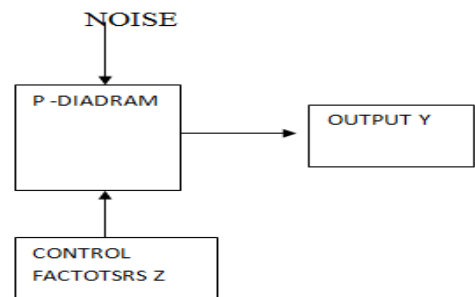 NOISE
P -DIADRAM
OUTPUT Y
CONTROL
FACTOTSRS Z